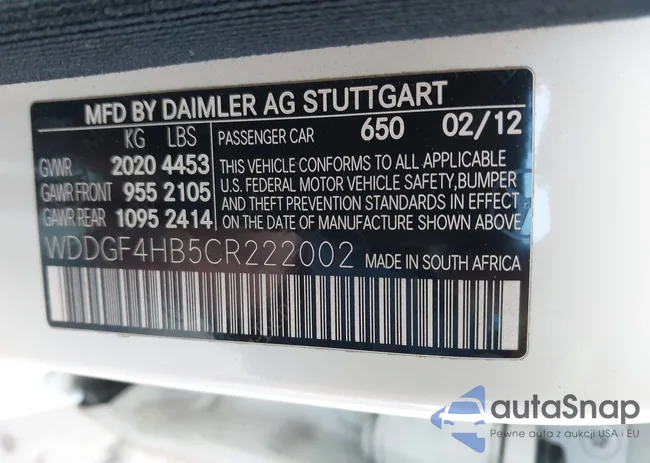 MFD BY DAIMLER AG STUTTGART
KG LBS PASSENGER CAR 650 02/12
GVWR 2020 4453 THIS VEHICLE CONFORMS TO ALL APPLICABLE
GAWR FRONT 955 2105 U.S. FEDERAL MOTOR VEHICLE SAFETY,BUMPER
GAWR REAR 1095 2414 AND THEFT PREVENTION STANDARDS IN EFFECT
ON THE DATE OF MANUFACTURE SHOWN ABOVE.
WDDGF4HB5CR222002 MADE IN SOUTH AFRICA
autaSnap
Pewne auta z aukcji USA i EU